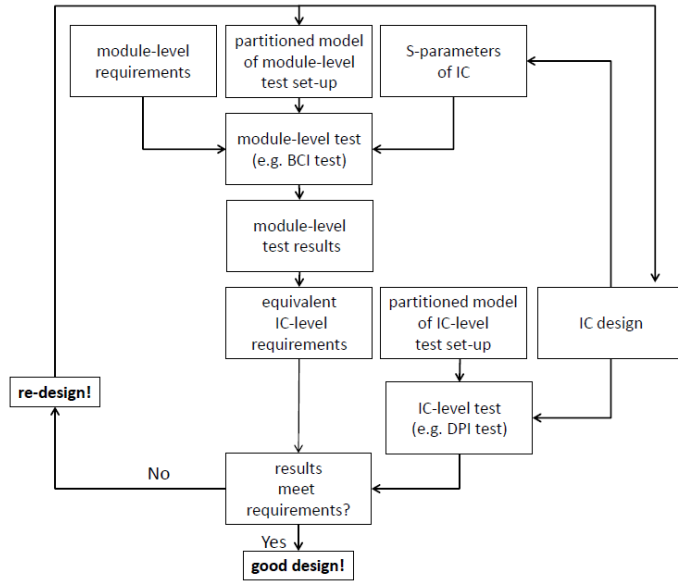 module-level
requirements
partitioned model
of module-level
test set-up
S-parameters
of IC
module-level test
(e.g. BCI test)
module-level
test results
equivalent
IC-level
requirements
partitioned model
of IC-level
test set-up
IC design
re-design!
IC-level test
(e.g. DPI test)
No
results
meet
requirements?
Yes
good design!